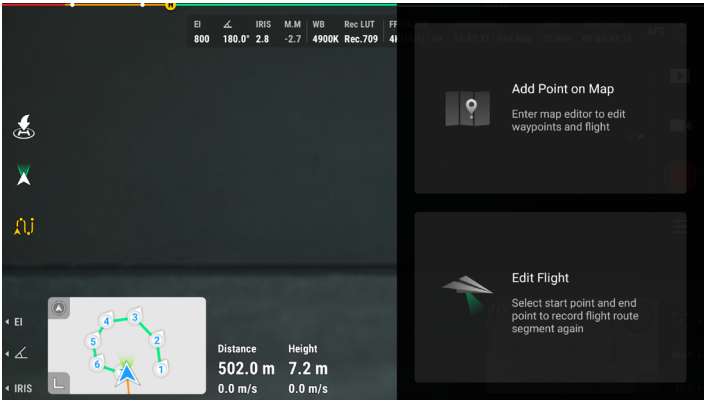 H
EI
IRIS
M.M
WB
Rec LUT
800
180.0°
2.8
-2.7
4900K
Rec.709
Add Point on Map
Enter map editor to edit
waypoints and flight
Edit Flight
Select start point and end
point to record flight route
segment again
EI
IRIS
4
3
5
2
6
1
Distance
Height
502.0 m
7.2 m
0.0 m/s
0.0 m/s